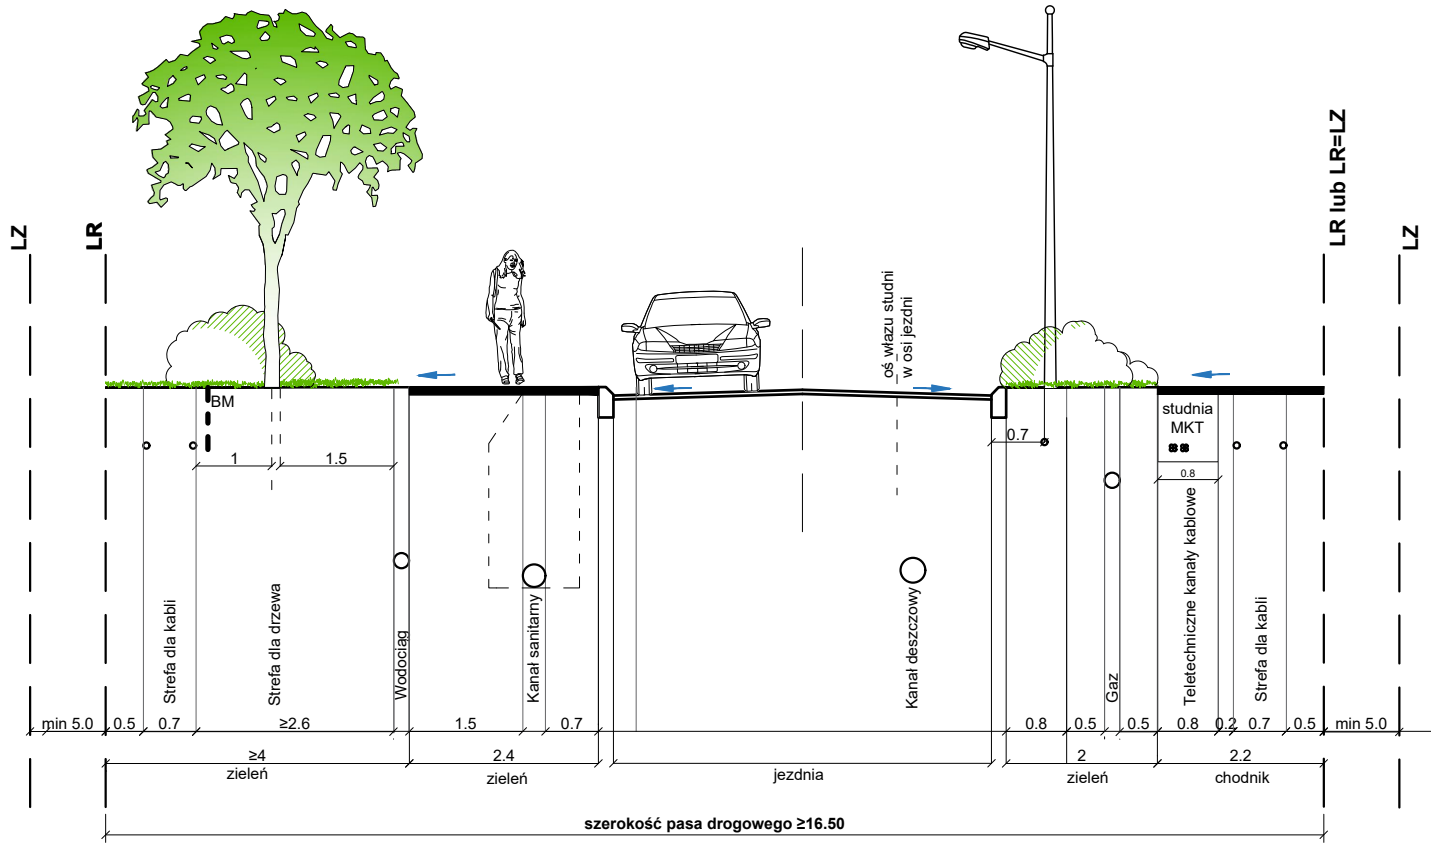 LZ
LR
LR lub LR=LZ
LZ
oś włazu studni
w osi jezdni
BM
studnia
MKT
0.7
1
1.5
0.8
Strefa dla kabli
Strefa dla drzewa
Wodociąg
Kanał sanitarny
Kanał deszczowy
Gaz
Teletechniczne kanały kablowe
Strefa dla kabli
min 5.0 0.5 0.7 ≥2.6 1.5 0.7 0.8 0.5 0.5 0.8 0.2 0.7 0.5 min 5.0
≥4 2.4 2 2.2
zieleń zieleń jezdnia zieleń chodnik
szerokość pasa drogowego ≥16.50